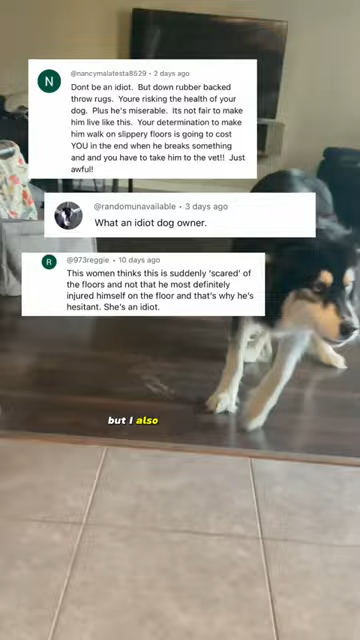 N
@nancymalatesta8529 • 2 days ago
Dont be an idiot. But down rubber backed
throw rugs. Youre risking the health of your
dog. Plus he's miserable. Its not fair to make
him live like this. Your determination to make
him walk on slippery floors is going to cost
YOU in the end when he breaks something
and and you have to take him to the vet!! Just
awful!
@randomunavailable • 3 days ago
What an idiot dog owner.
R
@973reggie • 10 days ago
This women thinks this is suddenly 'scared' of
the floors and not that he most definitely
injured himself on the floor and that's why he's
hesitant. She's an idiot.
but I also